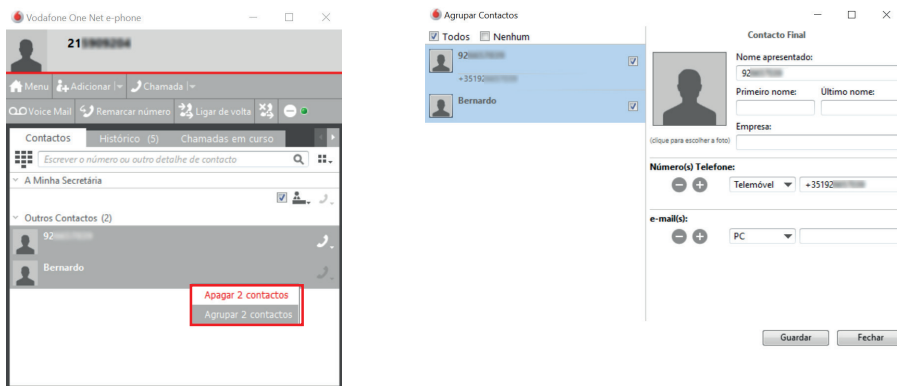 Vodafone One Net e-phone
21
Menu Adicionar Chamada
Voice Mail Remarcar número Ligar de volta
Contactos Histórico (5) Chamadas em curso
Escrever o número ou outro detalhe de contacto
A Minha Secretária
Outros Contactos (2)
92
Bernardo
Apagar 2 contactos
Agrupar 2 contactos
Agrupar Contactos
Todos Nenhum
92
+35192
Bernardo
Contacto Final
Nome apresentado:
92
Primeiro nome: Último nome:
Empresa:
(clique para escolher a foto)
Número(s) Telefone:
Telemóvel +35192
e-mail(s):
PC
Guardar Fechar